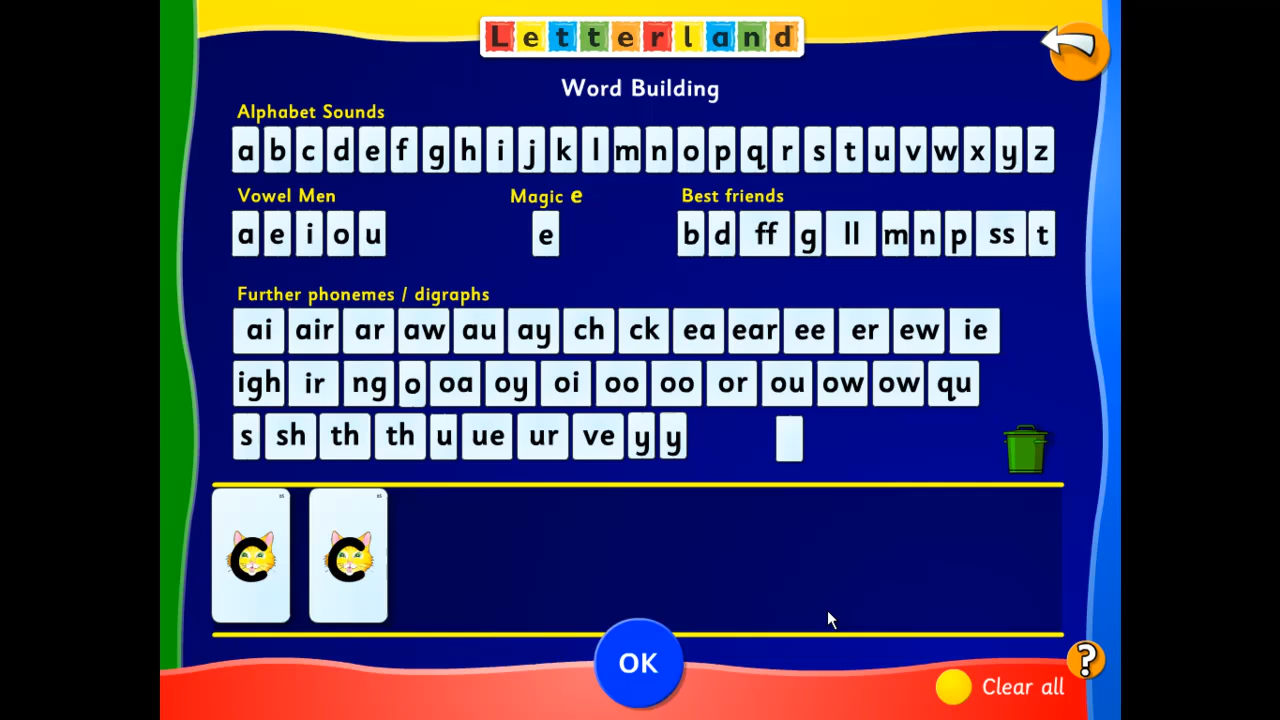 Letterland
Word Building
Alphabet Sounds
a b c d e f g h i j k l m n o p q r s t u v w x y z
Vowel Men Magic e Best friends
a e i o u e b d ff g ll m n p ss t
Further phonemes / digraphs
ai air ar aw au ay ch ck ea ear ee er ew ie
igh ir ng o oa oy oi oo oo or ou ow ow qu
s sh th th u ue ur ve y y
c c
OK
?
Clear all